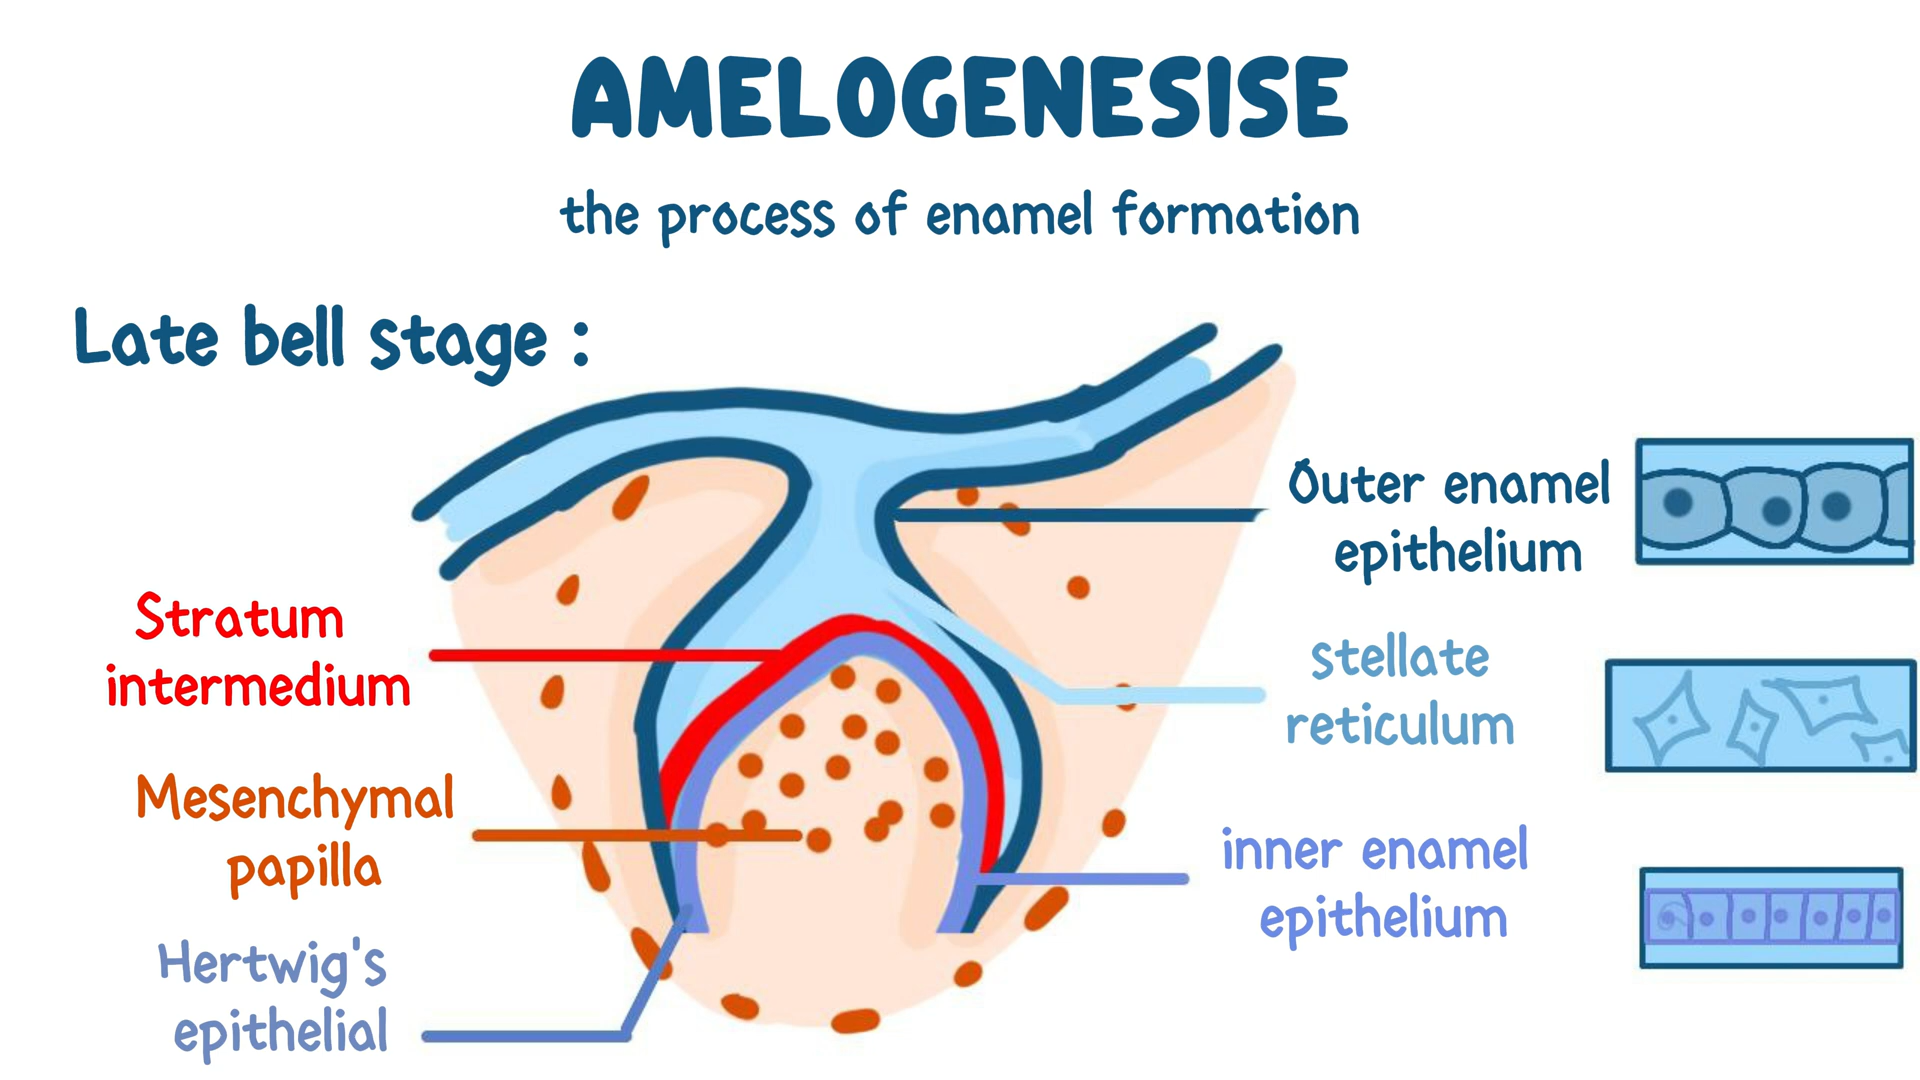 AMELOGENESISE
the process of enamel formation
Late bell stage :
Outer enamel
epithelium
Stratum
intermedium
stellate
reticulum
Mesenchymal
papilla
inner enamel
epithelium
Hertwig's
epithelial